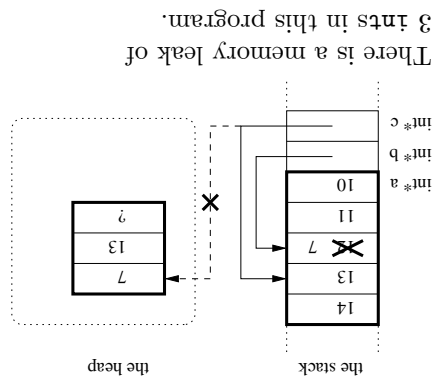 the stack
the heap
14
13
12 7
11
int* a 10
int* b
int* c
7
13
?
There is a memory leak of
3 ints in this program.